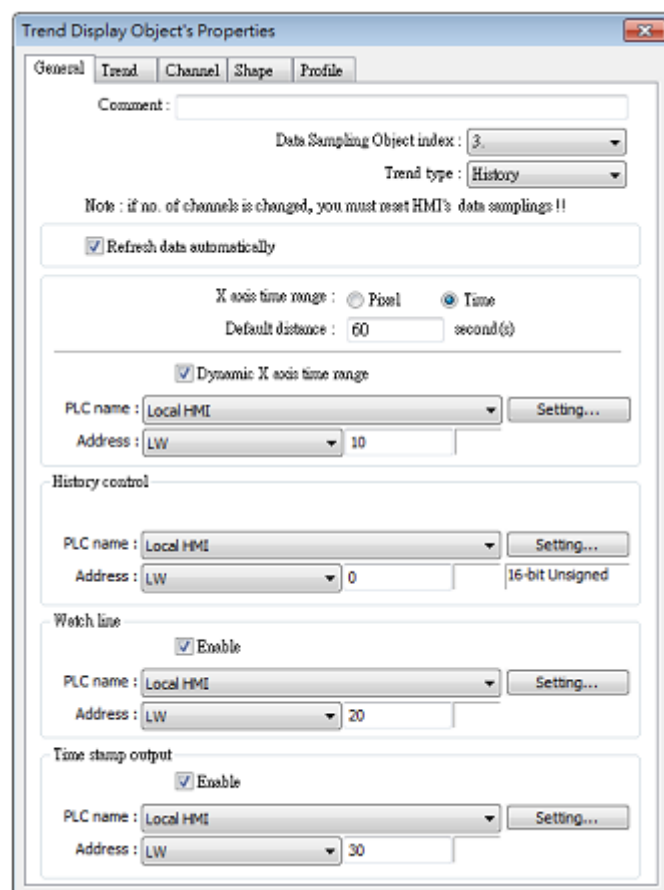 Trend Display Object's Properties
General Trend Channel Shape Profile
Comment :
Data Sampling Object index : 3.
Trend type : History
Note : if no. of channels is changed, you must reset HMI's data samplings !!
Refresh data automatically
X axis time range : Pixel Time
Default distance : 60 second(s)
Dynamic X axis time range
PLC name : Local HMI Setting...
Address : LW 10
History control
PLC name : Local HMI Setting...
Address : LW 0 16-bit Unsigned
Watch line
Enable
PLC name : Local HMI Setting...
Address : LW 20
Time stamp output
Enable
PLC name : Local HMI Setting...
Address : LW 30